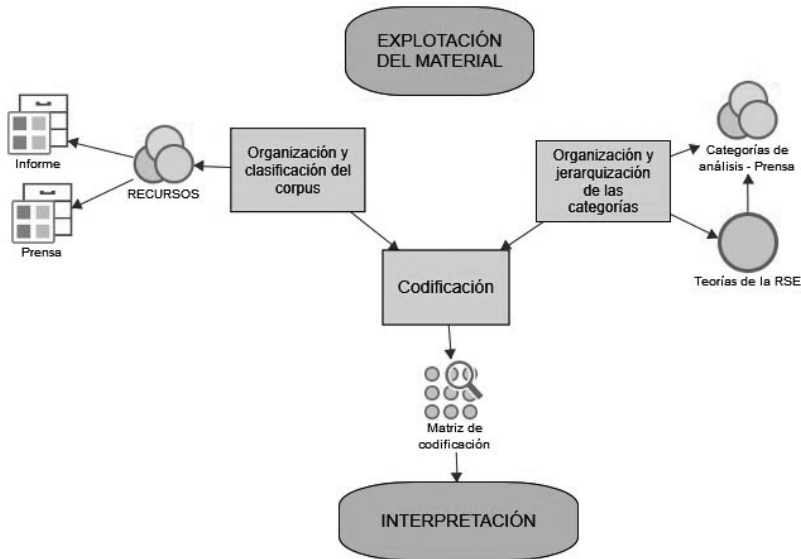 EXPLOTACIÓN
DEL MATERIAL
Informe
Prensa
RECURSOS
Organización y
clasificación del
corpus
Organización y
jerarquización
de las
categorías
Categorías de
análisis - Prensa
Teorías de la RSE
Codificación
Matriz de
codificación
INTERPRETACIÓN